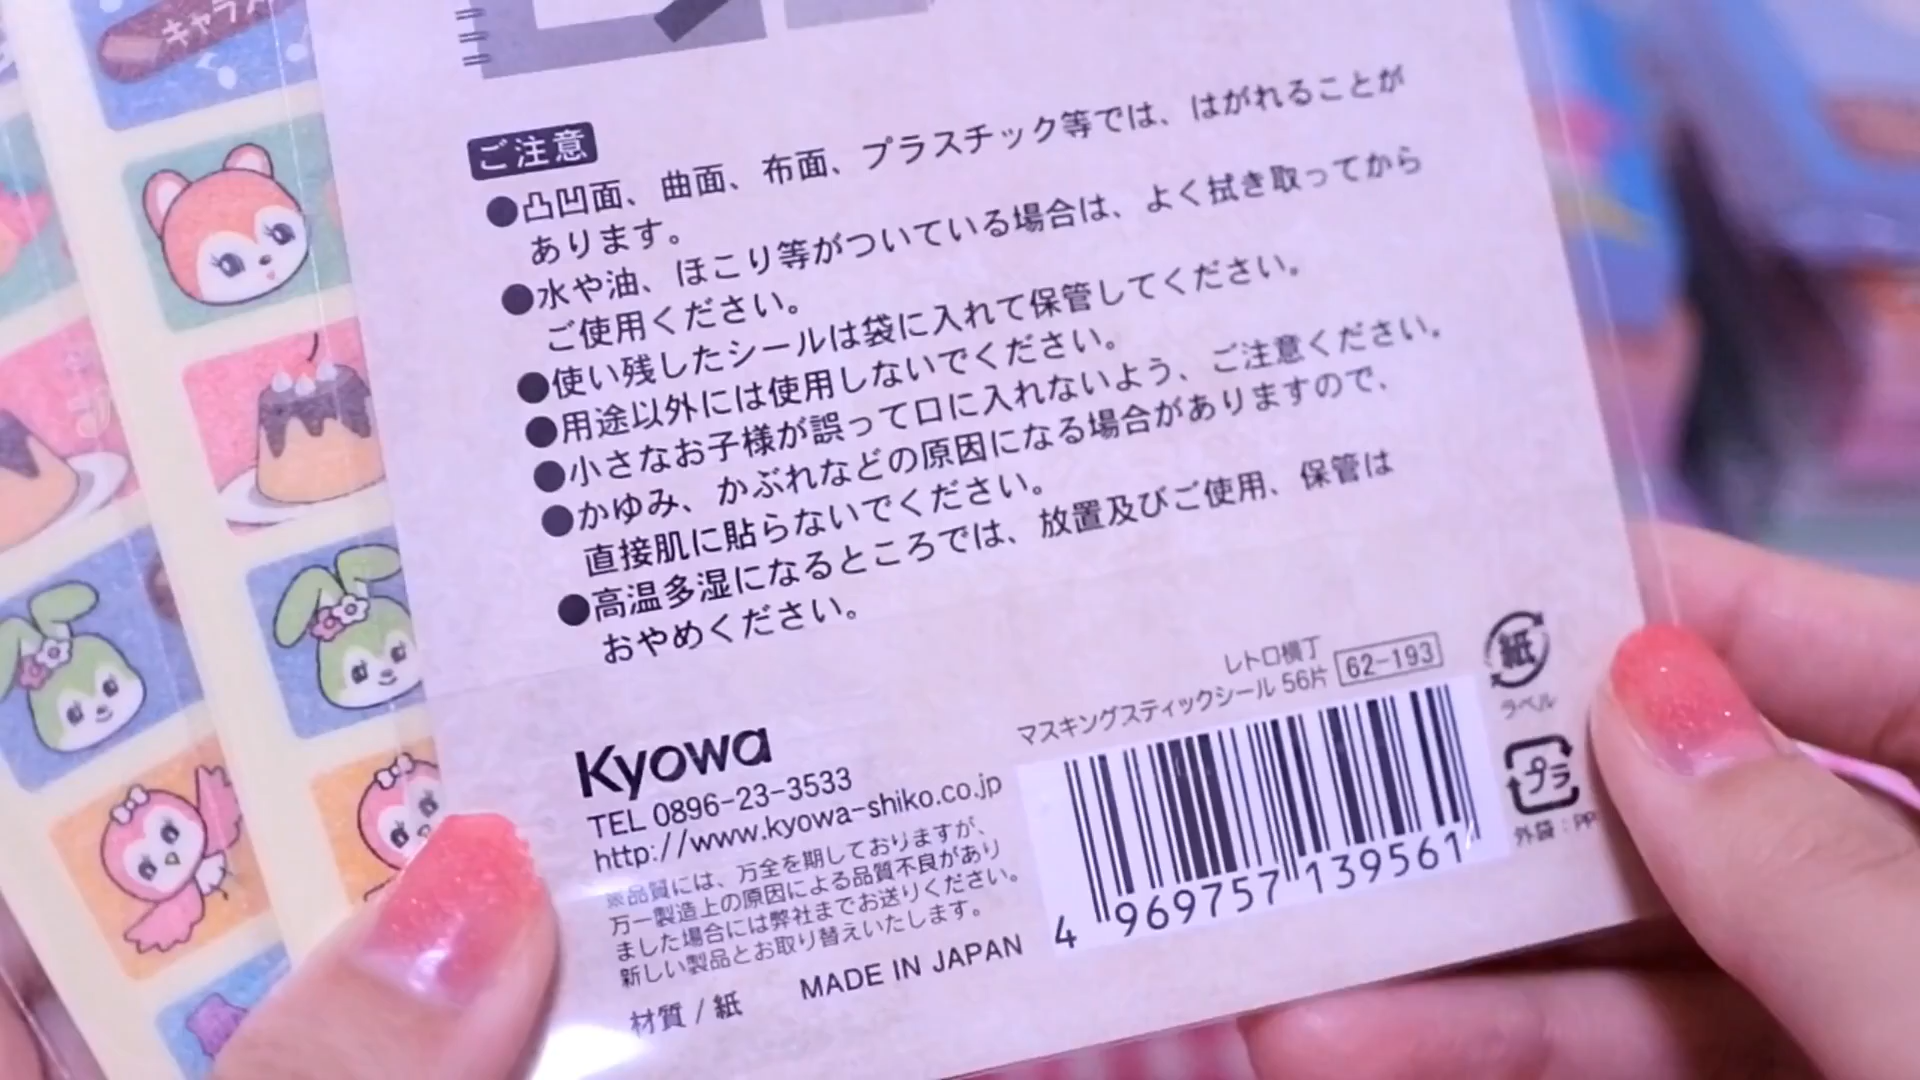 キャラメ
ご注意
●凸凹面、曲面、布面、プラスチック等では、はがれることが
あります。
●水や油、ほこり等がついている場合は、よく拭き取ってから
ご使用ください。
●使い残したシールは袋に入れて保管してください。
●用途以外には使用しないでください。
●小さなお子様が誤って口に入れないよう、ご注意ください。
●かゆみ、かぶれなどの原因になる場合がありますので、
直接肌に貼らないでください。
●高温多湿になるところでは、放置及びご使用、保管は
おやめください。
レトロ横丁
マスキングスティックシール 56片 62-193
紙
ラベル
プラ
外袋:PP
Kyowa
TEL 0896-23-3533
http://www.kyowa-shiko.co.jp
※品質には、万全を期しておりますが、
万一製造上の原因による品質不良があり
ました場合には弊社までお送りください。
新しい製品とお取り替えいたします。
材質/紙 MADE IN JAPAN
4 969757 139561